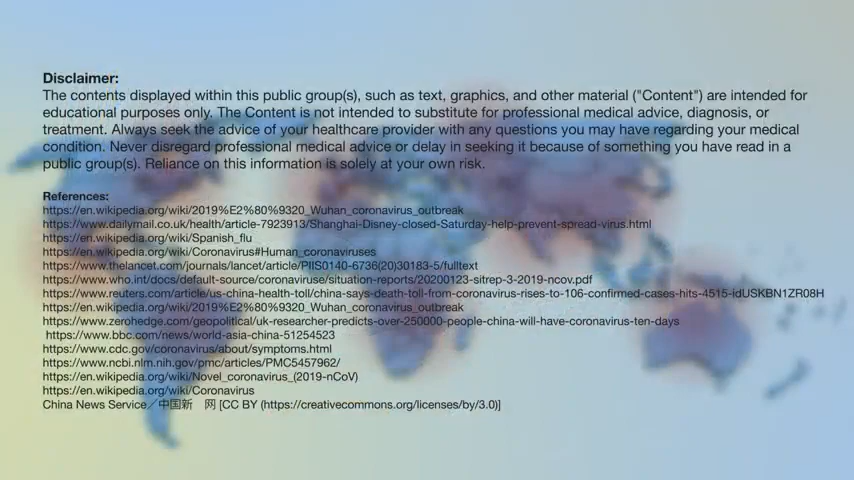 Disclaimer:
The contents displayed within this public group(s), such as text, graphics, and other material ("Content") are intended for
educational purposes only. The Content is not intended to substitute for professional medical advice, diagnosis, or
treatment. Always seek the advice of your healthcare provider with any questions you may have regarding your medical
condition. Never disregard professional medical advice or delay in seeking it because of something you have read in a
public group(s). Reliance on this information is solely at your own risk.
References:
https://en.wikipedia.org/wiki/2019%E2%80%9320_Wuhan_coronavirus_outbreak
https://www.dailymail.co.uk/health/article-7923913/Shanghai-Disney-closed-Saturday-help-prevent-spread-virus.html
https://en.wikipedia.org/wiki/Spanish_flu
https://en.wikipedia.org/wiki/Coronavirus#Human_coronaviruses
https://www.thelancet.com/journals/lancet/article/PIIS0140-6736(20)30183-5/fulltext
https://www.who.int/docs/default-source/coronaviruse/situation-reports/20200123-sitrep-3-2019-ncov.pdf
https://www.reuters.com/article/us-china-health-toll/china-says-death-toll-from-coronavirus-rises-to-106-confirmed-cases-hits-4515-idUSKBN1ZR08H
https://en.wikipedia.org/wiki/2019%E2%80%9320_Wuhan_coronavirus_outbreak
https://www.zerohedge.com/geopolitical/uk-researcher-predicts-over-250000-people-china-will-have-coronavirus-ten-days
https://www.bbc.com/news/world-asia-china-51254523
https://www.cdc.gov/coronavirus/about/symptoms.html
https://www.ncbi.nlm.nih.gov/pmc/articles/PMC5457962/
https://en.wikipedia.org/wiki/Novel_coronavirus_(2019-nCoV)
https://en.wikipedia.org/wiki/Coronavirus
China News Service／中国新 网 [CC BY (https://creativecommons.org/licenses/by/3.0)]